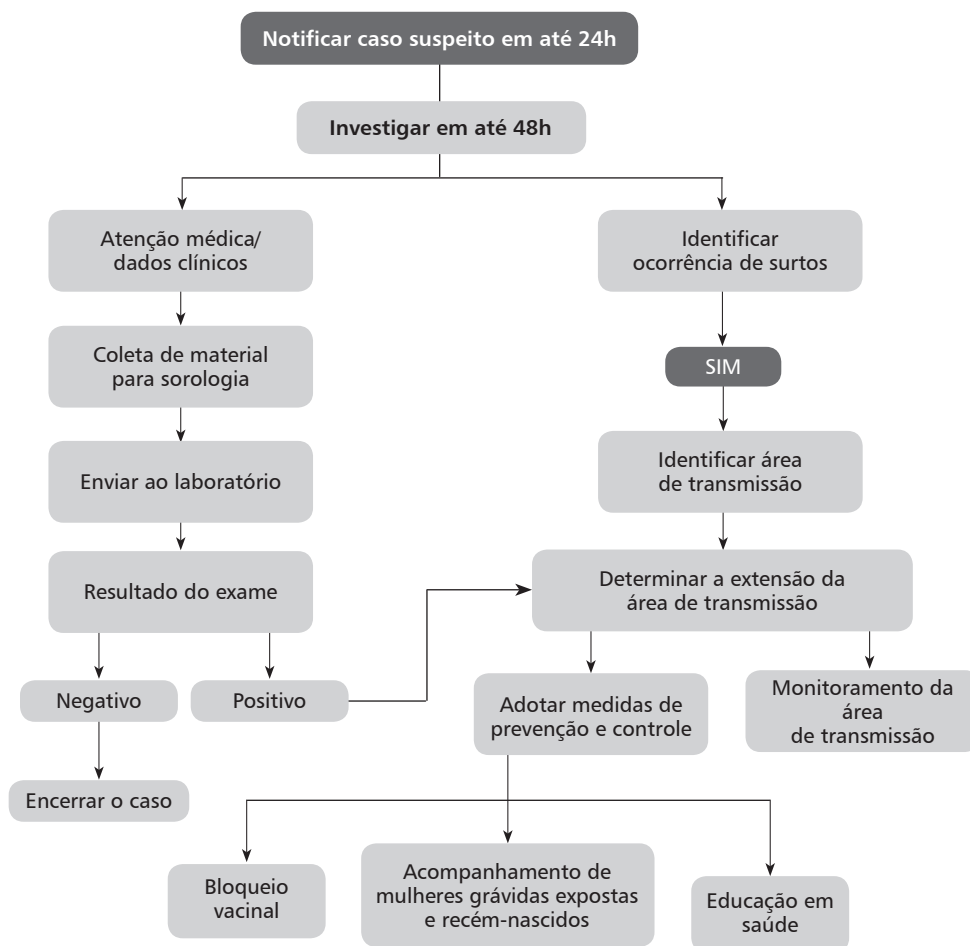 Notificar caso suspeito em até 24h
Investigar em até 48h
Atenção médica/
dados clínicos
Coleta de material
para sorologia
Enviar ao laboratório
Resultado do exame
Negativo
Positivo
Encerrar o caso
Identificar
ocorrência de surtos
SIM
Identificar área
de transmissão
Determinar a extensão da
área de transmissão
Adotar medidas de
prevenção e controle
Monitoramento da
área
de transmissão
Bloqueio
vacinal
Acompanhamento de
mulheres grávidas expostas
e recém-nascidos
Educação em
saúde